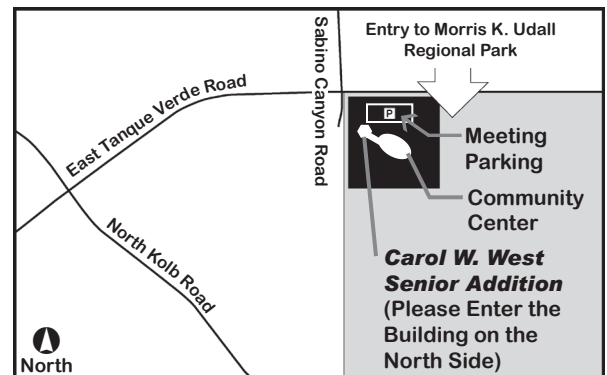 Entry to Morris K. Udall
Regional Park
Sabino Canyon Road
East Tanque Verde Road
P
Meeting
Parking
Community
Center
North Kolb Road
Carol W. West
Senior Addition
(Please Enter the
Building on the
North Side)
North